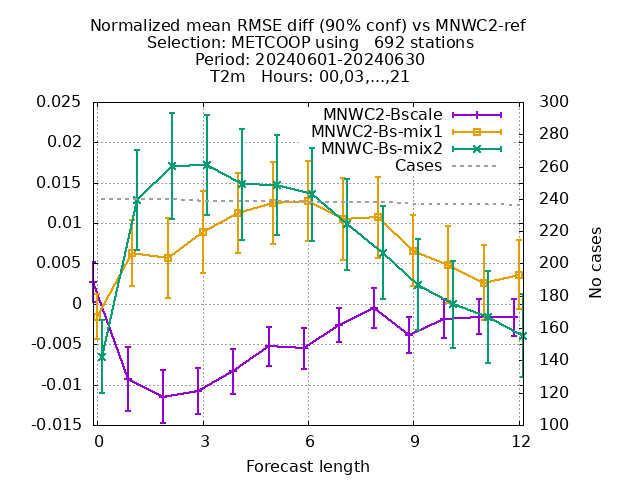 Normalized mean RMSE diff (90% conf) vs MNWC2-ref
Selection: METCOOP using 692 stations
Period: 20240601-20240630
T2m Hours: 00,03,...,21
MNWC2-Bscale
MNWC2-Bs-mix1
MNWC-Bs-mix2
Cases
0.025
0.02
0.015
0.01
0.005
0
-0.005
-0.01
-0.015
300
280
260
240
220
200
180
160
140
120
100
No cases
0 3 6 9 12
Forecast length